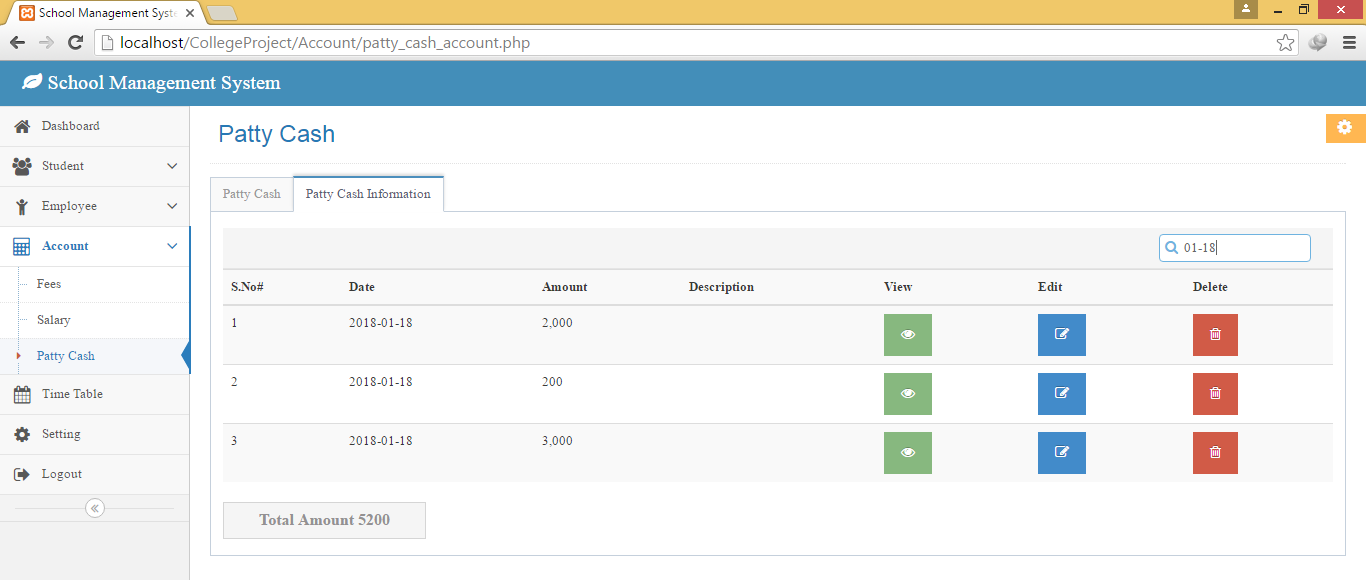 School Management Syst
localhost/CollegeProject/Account/patty_cash_account.php
School Management System
Dashboard
Student
Employee
Account
Fees
Salary
Patty Cash
Time Table
Setting
Logout
Patty Cash
Patty Cash Patty Cash Information
01-18
S.No# Date Amount Description View Edit Delete
1 2018-01-18 2,000
2 2018-01-18 200
3 2018-01-18 3,000
Total Amount 5200